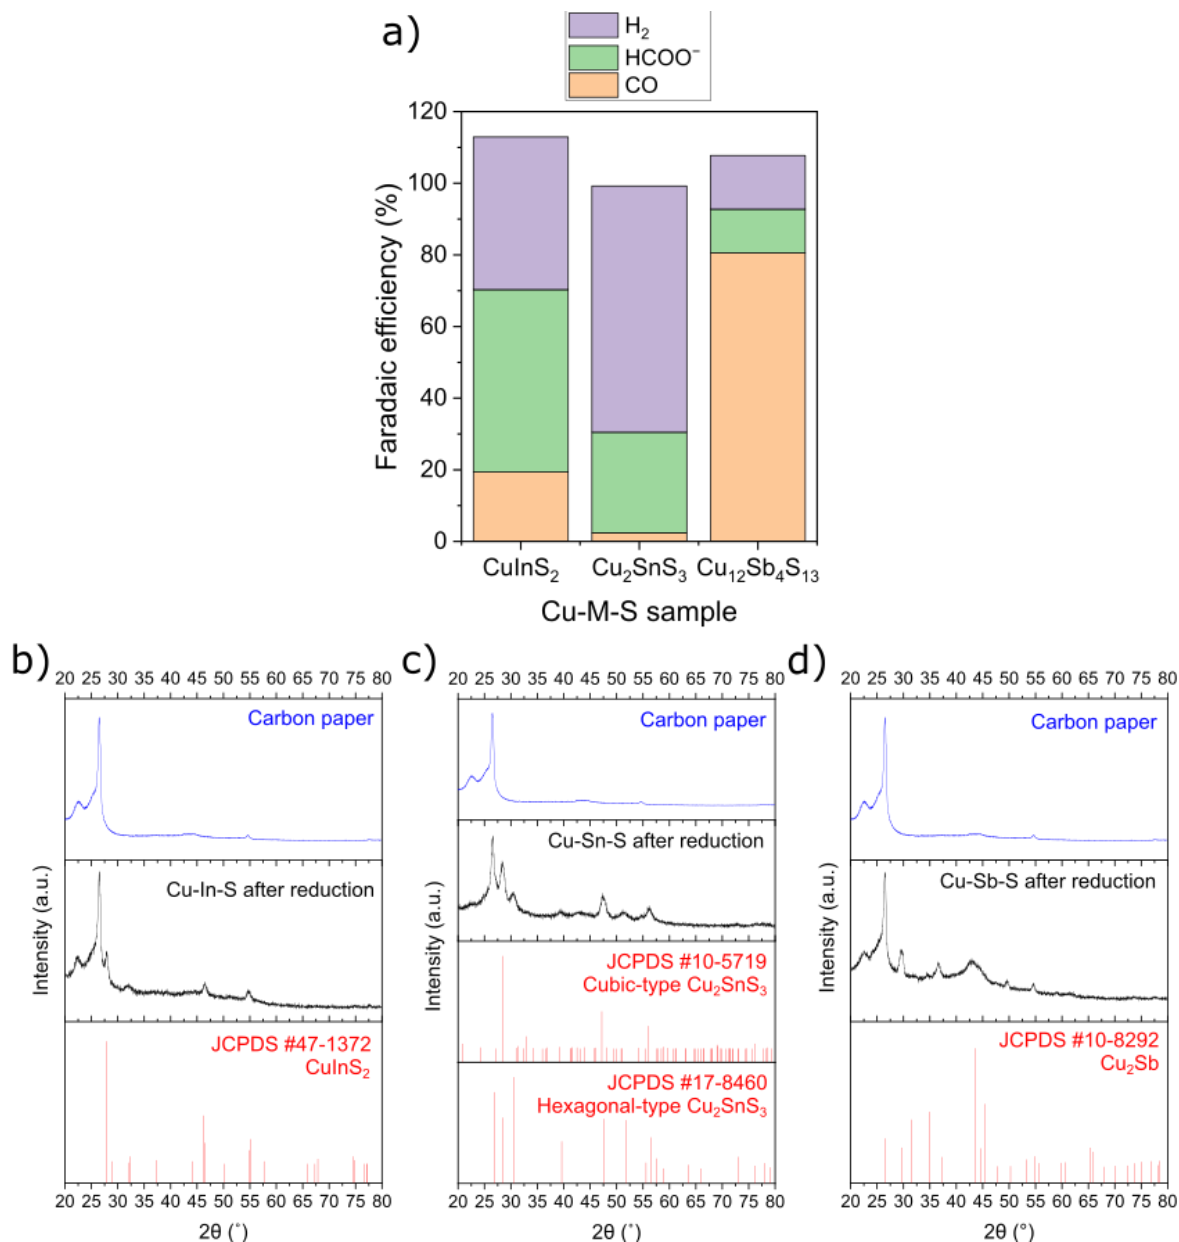 a)
H₂
HCOO⁻
CO
120
100
80
60
40
20
0
Faradaic efficiency (%)
CuInS₂ Cu₂SnS₃ Cu₁₂Sb₄S₁₃
Cu-M-S sample
b)
20 25 30 35 40 45 50 55 60 65 70 75 80
Carbon paper
Cu-In-S after reduction
JCPDS #47-1372
CuInS₂
Intensity (a.u.)
20 25 30 35 40 45 50 55 60 65 70 75 80
2θ (°)
c)
20 25 30 35 40 45 50 55 60 65 70 75 80
Carbon paper
Cu-Sn-S after reduction
JCPDS #10-5719
Cubic-type Cu₂SnS₃
JCPDS #17-8460
Hexagonal-type Cu₂SnS₃
Intensity (a.u.)
20 25 30 35 40 45 50 55 60 65 70 75 80
2θ (°)
d)
20 25 30 35 40 45 50 55 60 65 70 75 80
Carbon paper
Cu-Sb-S after reduction
JCPDS #10-8292
Cu₂Sb
Intensity (a.u.)
20 25 30 35 40 45 50 55 60 65 70 75 80
2θ (°)